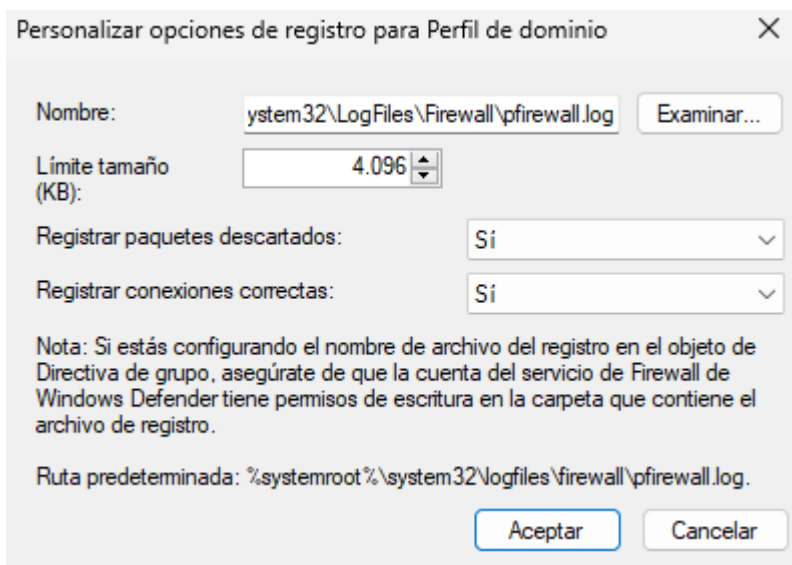 Personalizar opciones de registro para Perfil de dominio
Nombre: ystem32\LogFiles\Firewall\pfirewall.log Examinar...
Límite tamaño
(KB): 4.096
Registrar paquetes descartados: Sí
Registrar conexiones correctas: Sí
Nota: Si estás configurando el nombre de archivo del registro en el objeto de
Directiva de grupo, asegúrate de que la cuenta del servicio de Firewall de
Windows Defender tiene permisos de escritura en la carpeta que contiene el
archivo de registro.
Ruta predeterminada: %systemroot%\system32\logfiles\firewall\pfirewall.log.
Aceptar Cancelar